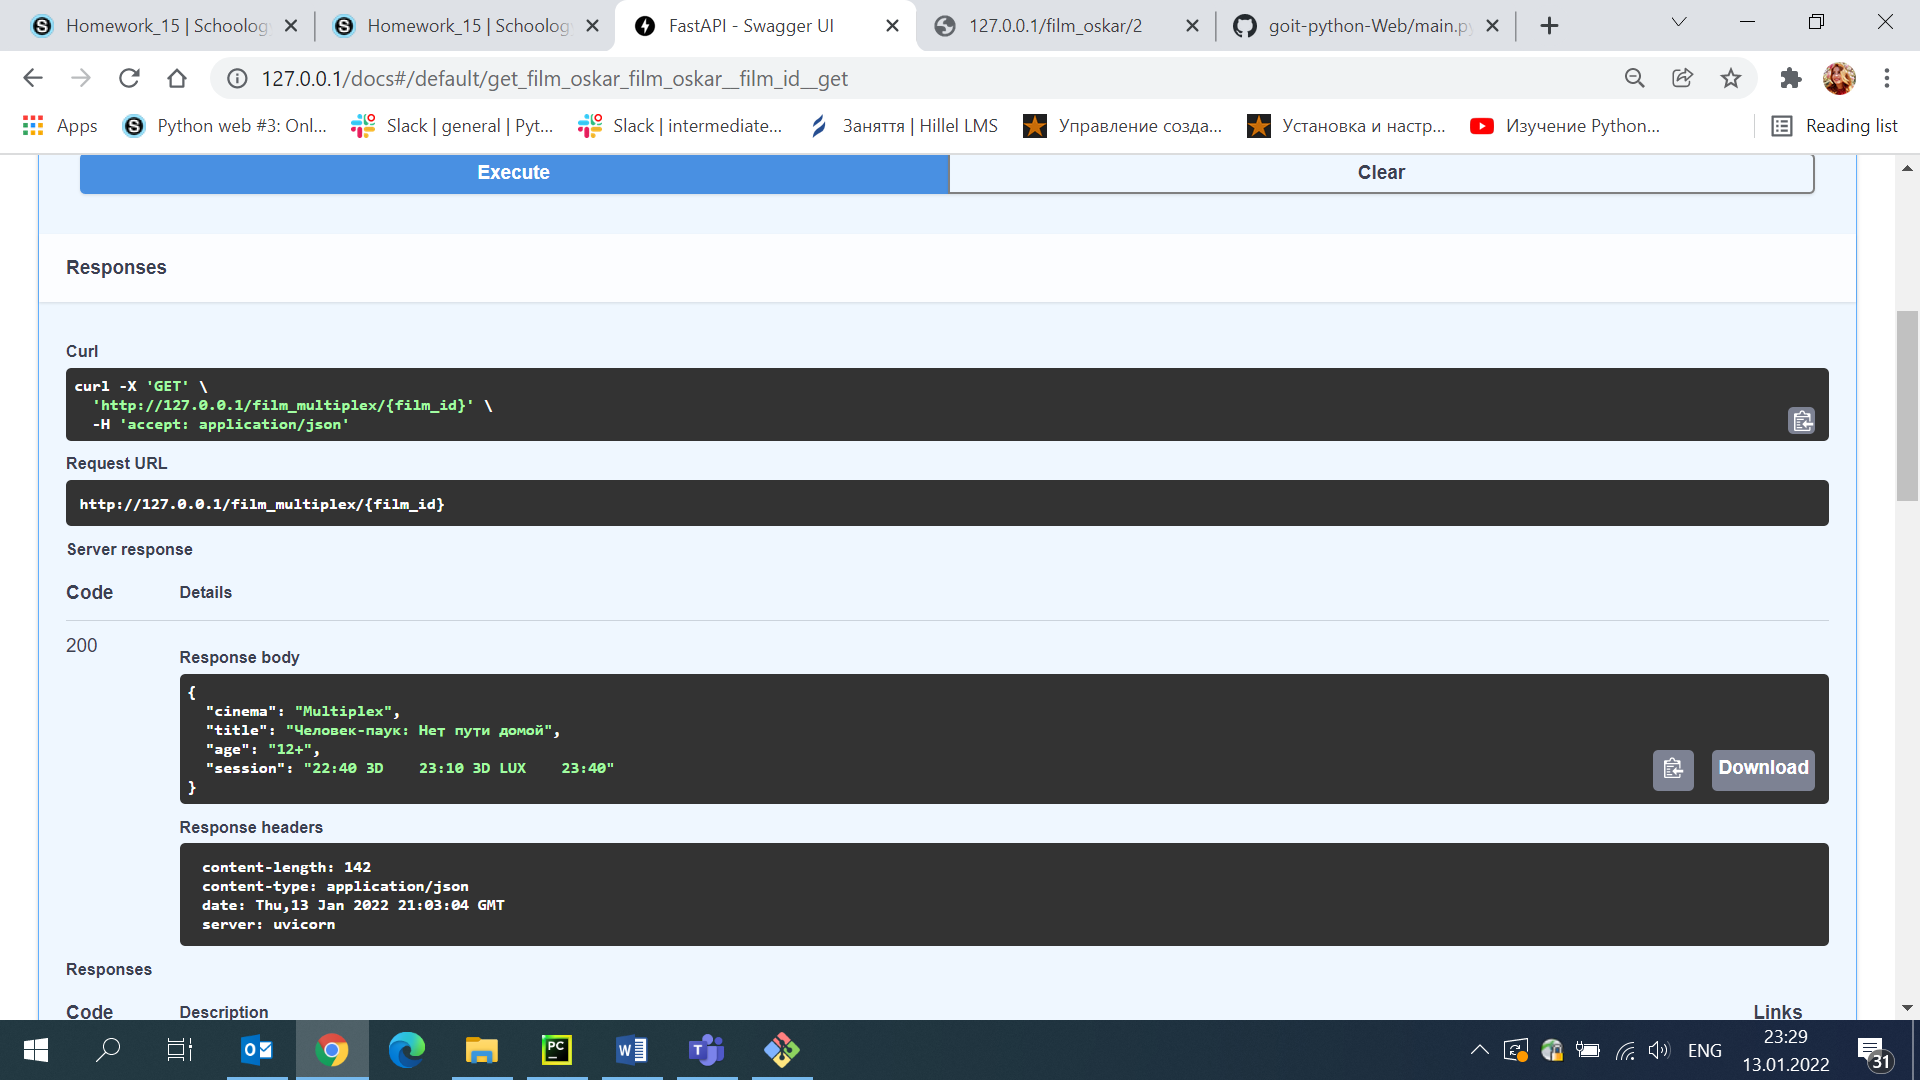 Homework_15 | Schoology
Homework_15 | Schoology
FastAPI - Swagger UI
127.0.0.1/film_oskar/2
goit-python-Web/main.py
127.0.0.1/docs#/default/get_film_oskar_film_oskar__film_id__get
Apps
Python web #3: Onl...
Slack | general | Pyt...
Slack | intermediate...
Заняття | Hillel LMS
Управление созда...
Установка и настр...
Изучение Python...
Reading list
Execute
Clear
Responses
Curl
curl -X 'GET' \
'http://127.0.0.1/film_multiplex/{film_id}' \
-H 'accept: application/json'
Request URL
http://127.0.0.1/film_multiplex/{film_id}
Server response
Code
Details
200
Response body
{
"cinema": "Multiplex",
"title": "Человек-паук: Нет пути домой",
"age": "12+",
"session": "22:40 3D    23:10 3D LUX    23:40"
}
Download
Response headers
content-length: 142
content-type: application/json
date: Thu,13 Jan 2022 21:03:04 GMT
server: uvicorn
Responses
Code
Description
Links
ENG
23:29
13.01.2022
31